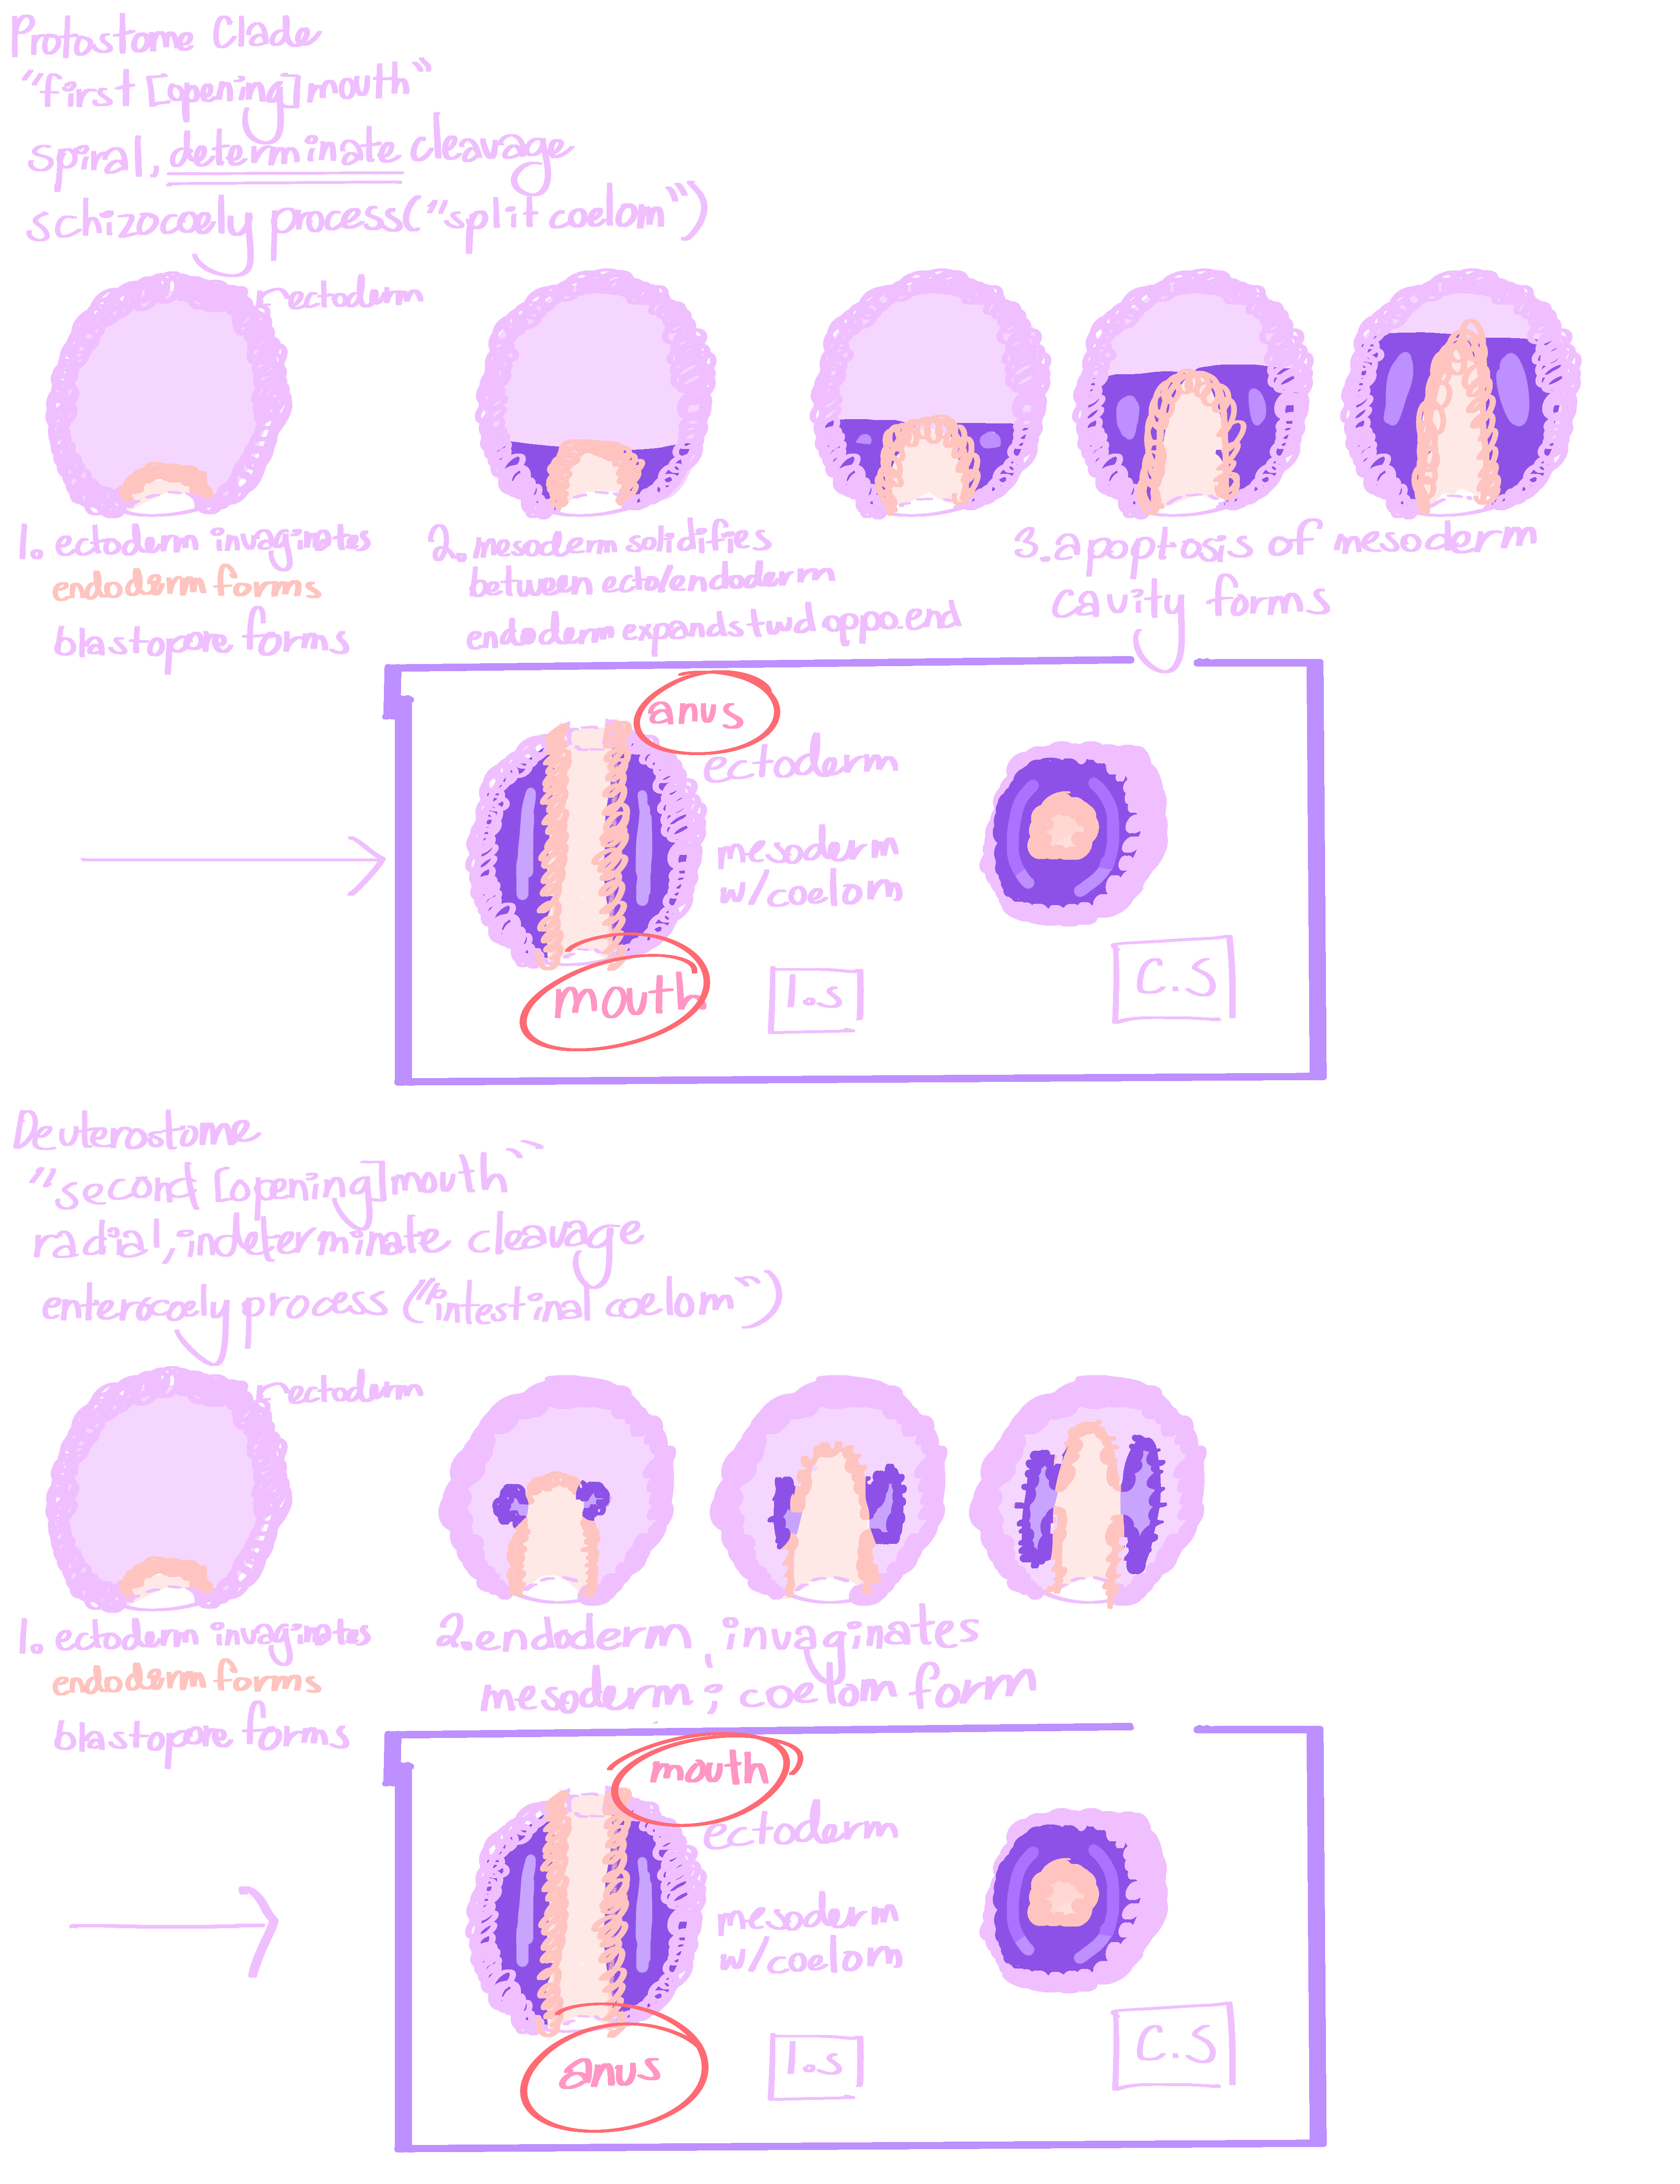 Protostome Clade
"first [opening] mouth"
spiral, determinate cleavage
schizocoely process ("split coelom")
ectoderm
1. ectoderm invaginates
endoderm forms
blastopore forms
2. mesoderm solidifies
between ecto/endoderm
endoderm expands twd oppo. end
3. apoptosis of mesoderm
cavity forms
anus
ectoderm
mesoderm
w/coelom
mouth
l.s
C.S
Deuterostome
"second [opening] mouth"
radial, indeterminate cleavage
enterocoely process ("intestinal coelom")
ectoderm
1. ectoderm invaginates
endoderm forms
blastopore forms
2. endoderm invaginates
mesoderm; coelom form
mouth
ectoderm
mesoderm
w/coelom
anus
l.s
C.S